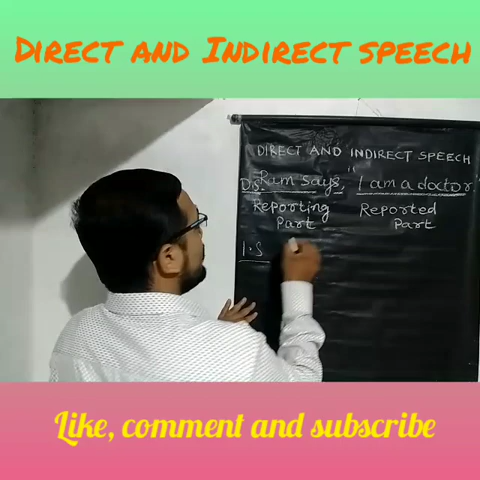 DIRECT AND INDIRECT SPEECH
DIRECT AND INDIRECT SPEECH
D.S: Ram says, "I am a doctor
Reporting Part Reported Part
I.S
Like, comment and subscribe